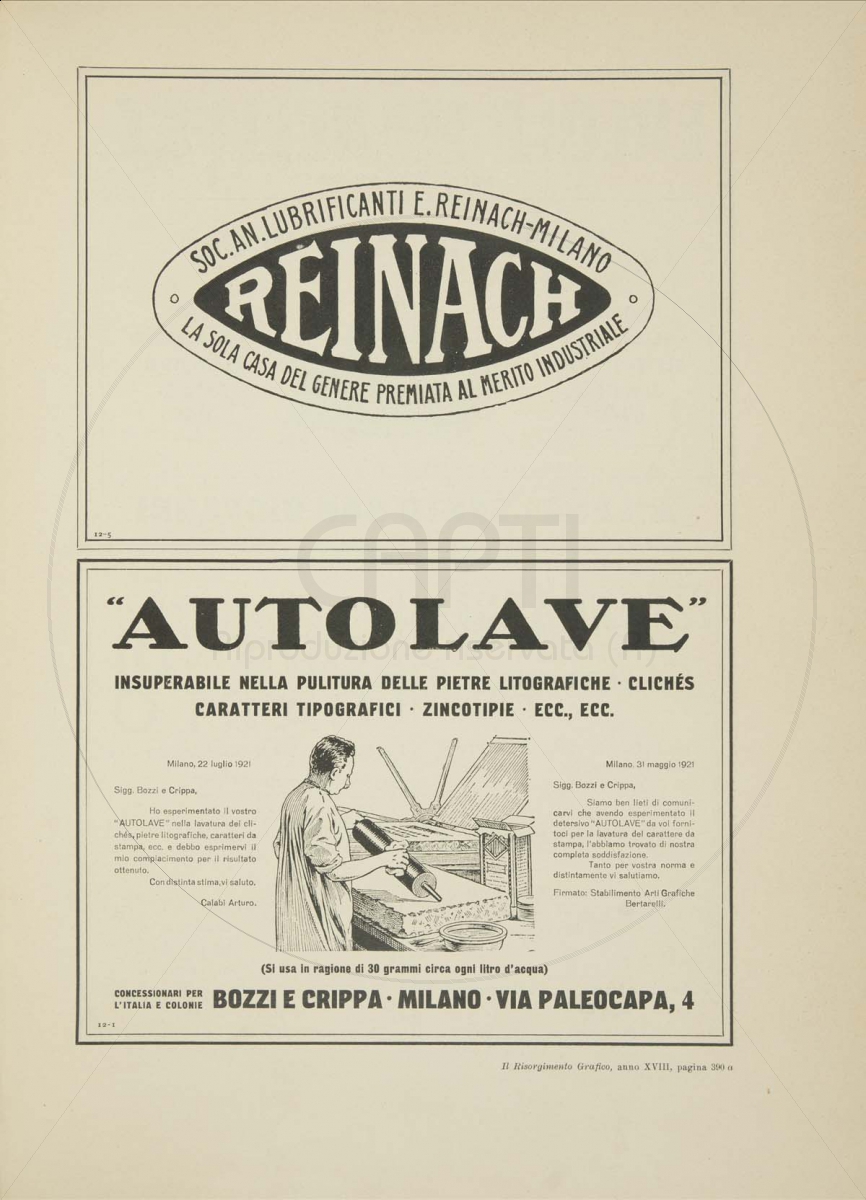 SOC. AN. LUBRIFICANTI E. REINACH-MILANO
REINACH
LA SOLA CASA DEL GENERE PREMIATA AL MERITO INDUSTRIALE
12-5
CAPTI
Riproduzione riservata (n)
“AUTOLAVE”
INSUPERABILE NELLA PULITURA DELLE PIETRE LITOGRAFICHE · CLICHÉS
CARATTERI TIPOGRAFICI · ZINCOTIPIE · ECC., ECC.
Milano, 22 luglio 1921
Sigg. Bozzi e Crippa,
Ho esperimentato il vostro
“AUTOLAVE” nella lavatura dei cli-
chés, pietre litografiche, caratteri da
stampa, ecc. e debbo esprimervi il
mio compiacimento per il risultato
ottenuto.
Con distinta stima, vi saluto.
Calabi Arturo.
Milano, 31 maggio 1921
Sigg. Bozzi e Crippa,
Siamo ben lieti di comuni-
carvi che avendo esperimentato il
detersivo “AUTOLAVE” da voi forni-
toci per la lavatura del carattere da
stampa, l'abbiamo trovato di nostra
completa soddisfazione.
Tanto per vostra norma e
distintamente vi salutiamo.
Firmato: Stabilimento Arti Grafiche
Bertarelli.
(Si usa in ragione di 30 grammi circa ogni litro d'acqua)
CONCESSIONARI PER
L'ITALIA E COLONIE
BOZZI E CRIPPA · MILANO · VIA PALEOCAPA, 4
12-1
Il Risorgimento Grafico, anno XVIII, pagina 390 a